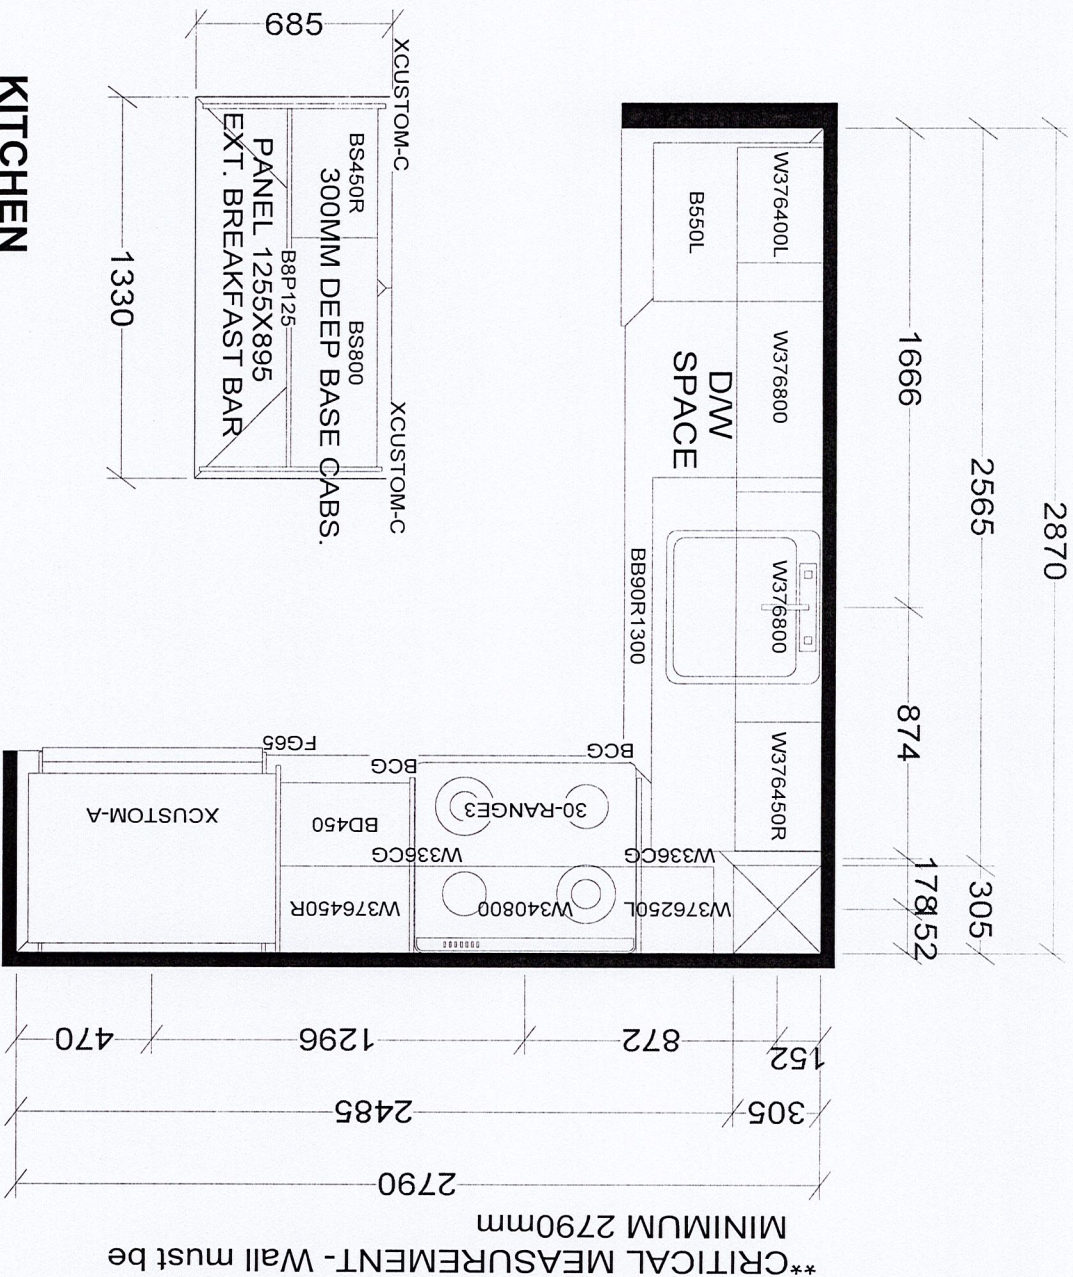 KITCHEN
685
1330
XCUSTOM-C
XCUSTOM-C
BS450R
BS800
300MM DEEP BASE CABS.
B8P125
PANEL 1255X895
EXT. BREAKFAST BAR
W376400L
B550L
W376800
D/W
SPACE
W376800
BB90R1300
W376450R
1666
874
178
152
2565
305
2870
FG65
BCG
BCG
XCUSTOM-A
BD450
30-RANGE3
W336CG
W336CG
W376450R
W340800
W376250L
470
1296
872
152
2485
305
2790
**CRITICAL MEASUREMENT- Wall must be
MINIMUM 2790mm